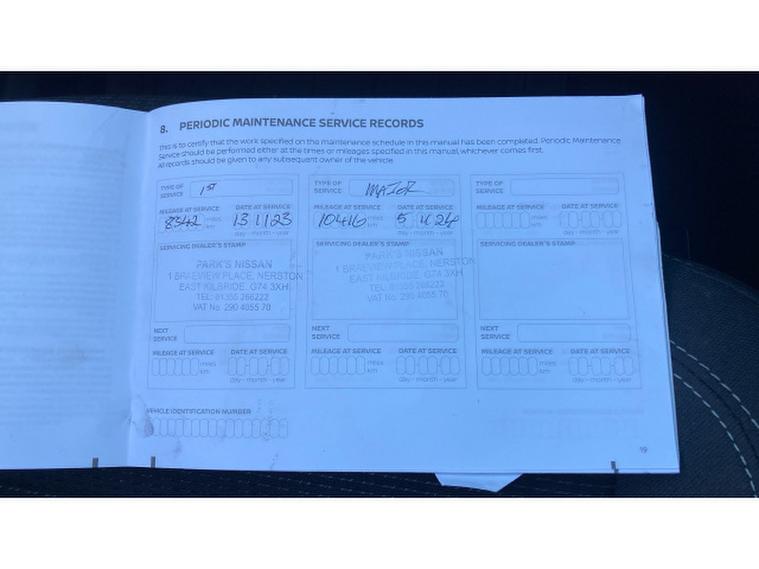 8. PERIODIC MAINTENANCE SERVICE RECORDS
This is to certify that the work specified on the maintenance schedule in this manual has been completed. Periodic Maintenance
Service should be performed either at the times or mileages specified in this manual, whichever comes first.
All records should be given to any subsequent owner of the vehicle.
TYPE OF SERVICE 1ST
MILEAGE AT SERVICE DATE AT SERVICE
8342 miles km 13 11 23
day - month - year
SERVICING DEALER'S STAMP
PARK'S NISSAN
1 BRAEVIEW PLACE, NERSTON
EAST KILBRIDE. G74 3XH
TEL: 01355 266222
VAT No. 290 4055 70
NEXT SERVICE
MILEAGE AT SERVICE DATE AT SERVICE
miles km
day - month - year
TYPE OF SERVICE MAJOR
MILEAGE AT SERVICE DATE AT SERVICE
10416 miles km 5 11 24
day - month - year
SERVICING DEALER'S STAMP
PARK'S NISSAN
1 BRAEVIEW PLACE, NERSTON
EAST KILBRIDE. G74 3XH
TEL: 01355 266222
VAT No. 290 4055 70
NEXT SERVICE
MILEAGE AT SERVICE DATE AT SERVICE
miles km
day - month - year
TYPE OF SERVICE
MILEAGE AT SERVICE DATE AT SERVICE
miles km
day - month - year
SERVICING DEALER'S STAMP
NEXT SERVICE
MILEAGE AT SERVICE DATE AT SERVICE
miles km
day - month - year
VEHICLE IDENTIFICATION NUMBER
19